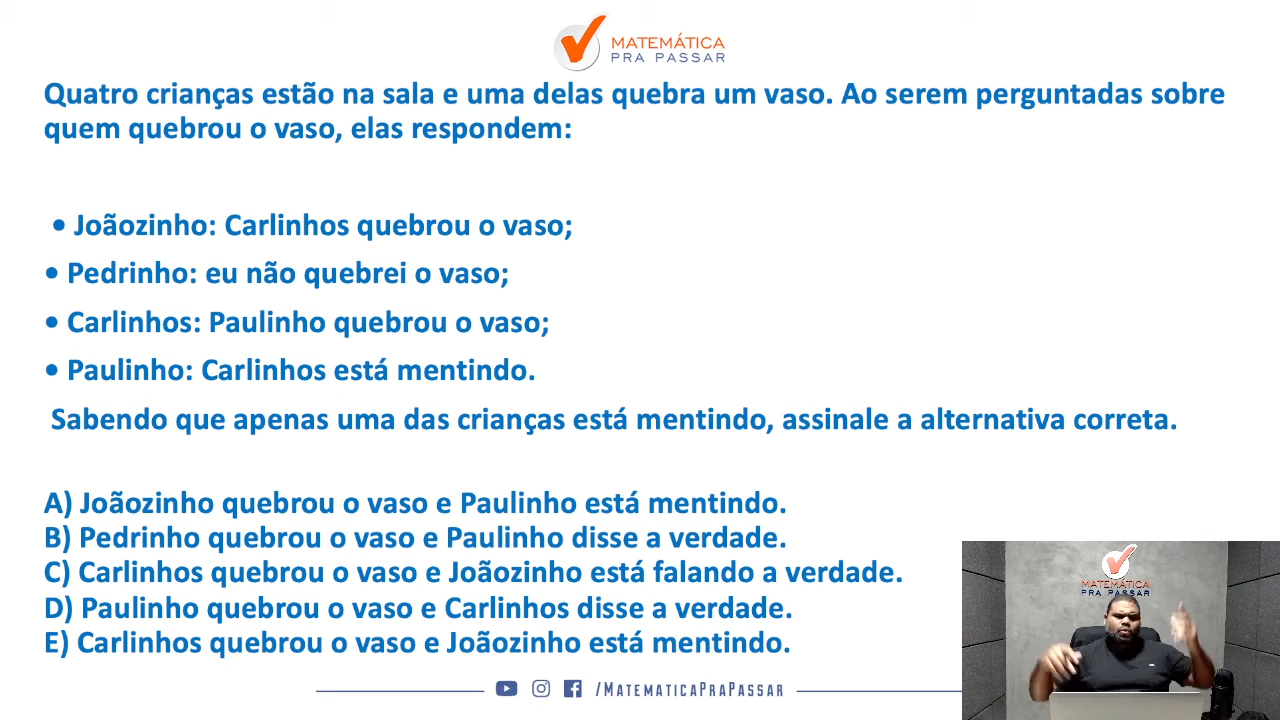 MATEMÁTICA
PRA PASSAR
Quatro crianças estão na sala e uma delas quebra um vaso. Ao serem perguntadas sobre
quem quebrou o vaso, elas respondem:
• Joãozinho: Carlinhos quebrou o vaso;
• Pedrinho: eu não quebrei o vaso;
• Carlinhos: Paulinho quebrou o vaso;
• Paulinho: Carlinhos está mentindo.
Sabendo que apenas uma das crianças está mentindo, assinale a alternativa correta.
A) Joãozinho quebrou o vaso e Paulinho está mentindo.
B) Pedrinho quebrou o vaso e Paulinho disse a verdade.
C) Carlinhos quebrou o vaso e Joãozinho está falando a verdade.
D) Paulinho quebrou o vaso e Carlinhos disse a verdade.
E) Carlinhos quebrou o vaso e Joãozinho está mentindo.
MATEMÁTICA
PRA PASSAR
/MATEMATICAPRAPASSAR